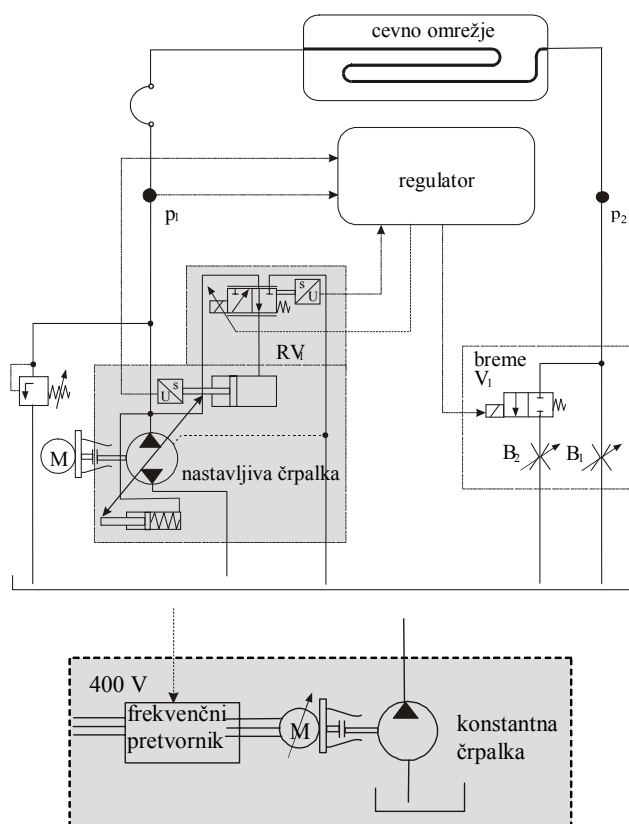 cevno omrežje
regulator
p1
p2
s
U
RV1
breme
V1
U
s
M
nastavljiva črpalka
B2
B1
400 V
frekvenčni
pretvornik
M
konstantna
črpalka